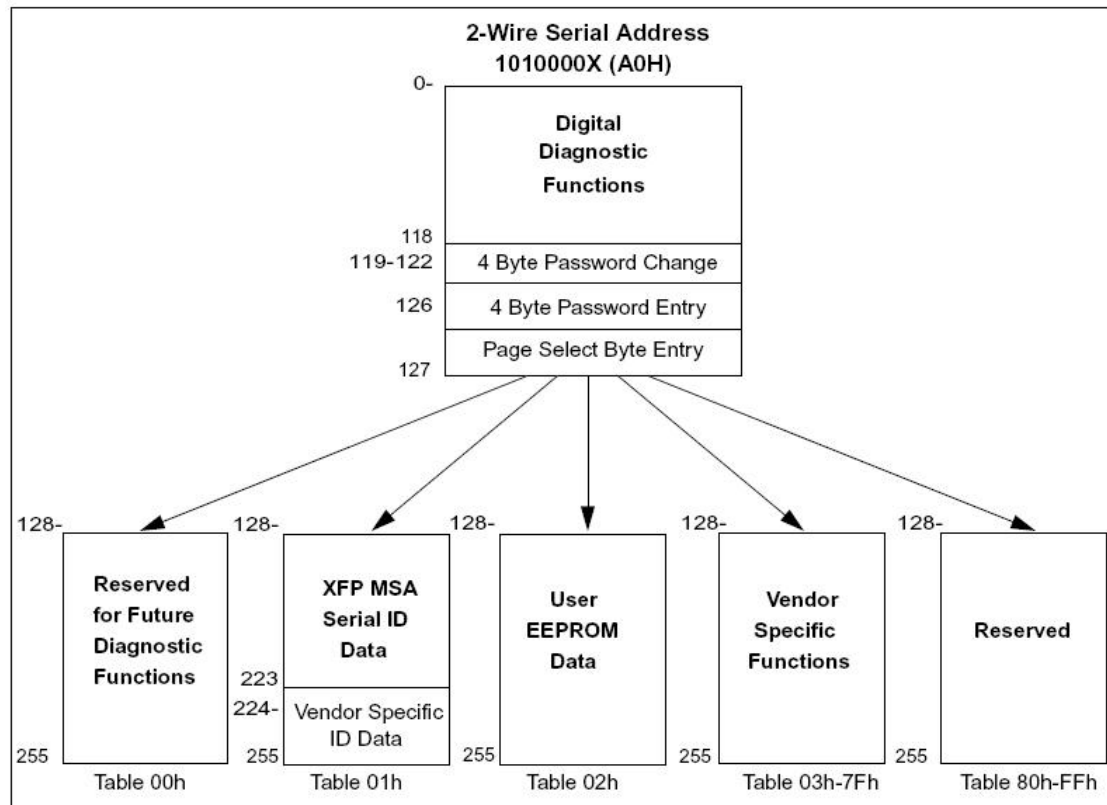 2-Wire Serial Address
1010000X (A0H)
0-
Digital
Diagnostic
Functions
118
119-122
4 Byte Password Change
126
4 Byte Password Entry
Page Select Byte Entry
127
128-
Reserved
for Future
Diagnostic
Functions
255
Table 00h
128-
XFP MSA
Serial ID
Data
223
224-
Vendor Specific
ID Data
255
Table 01h
128-
User
EEPROM
Data
255
Table 02h
128-
Vendor
Specific
Functions
255
Table 03h-7Fh
128-
Reserved
255
Table 80h-FFh